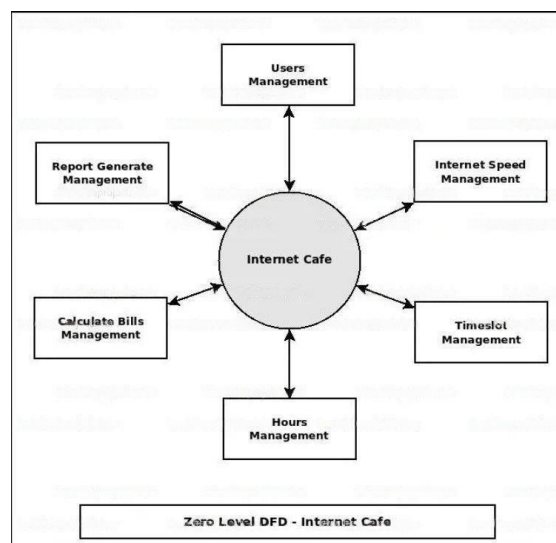 Users
Management
Report Generate
Management
Internet Speed
Management
Internet Cafe
Calculate Bills
Management
Timeslot
Management
Hours
Management
Zero Level DFD - Internet Cafe